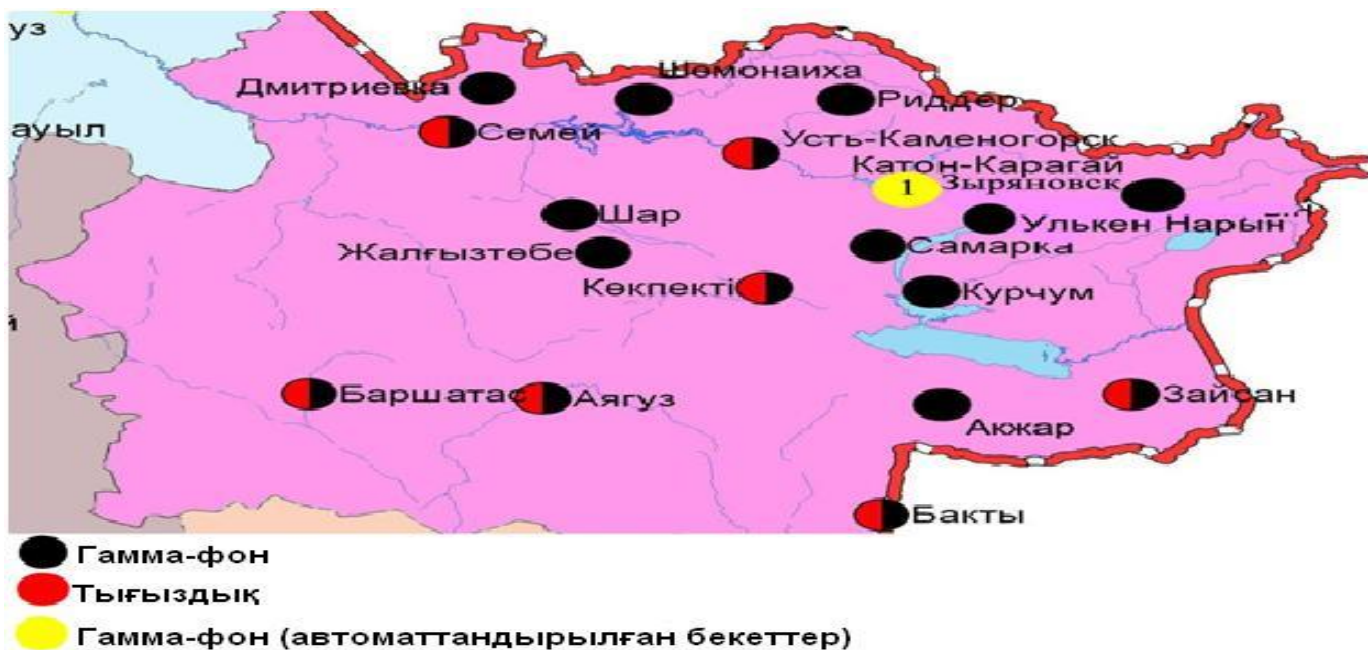 уз
Шемонаиха
Дмитриевка
Риддер
ауыл
Семей
Усть-Каменогорск
Катон-Карагай
1
Зыряновск
Шар
Улькен Нарын
Жалғызтөбе
Самарка
Көкпекті
Курчум
й
Баршатас
Аягуз
Зайсан
Акжар
Бакты
Гамма-фон
Тығыздық
Гамма-фон (автоматтандырылған бекеттер)